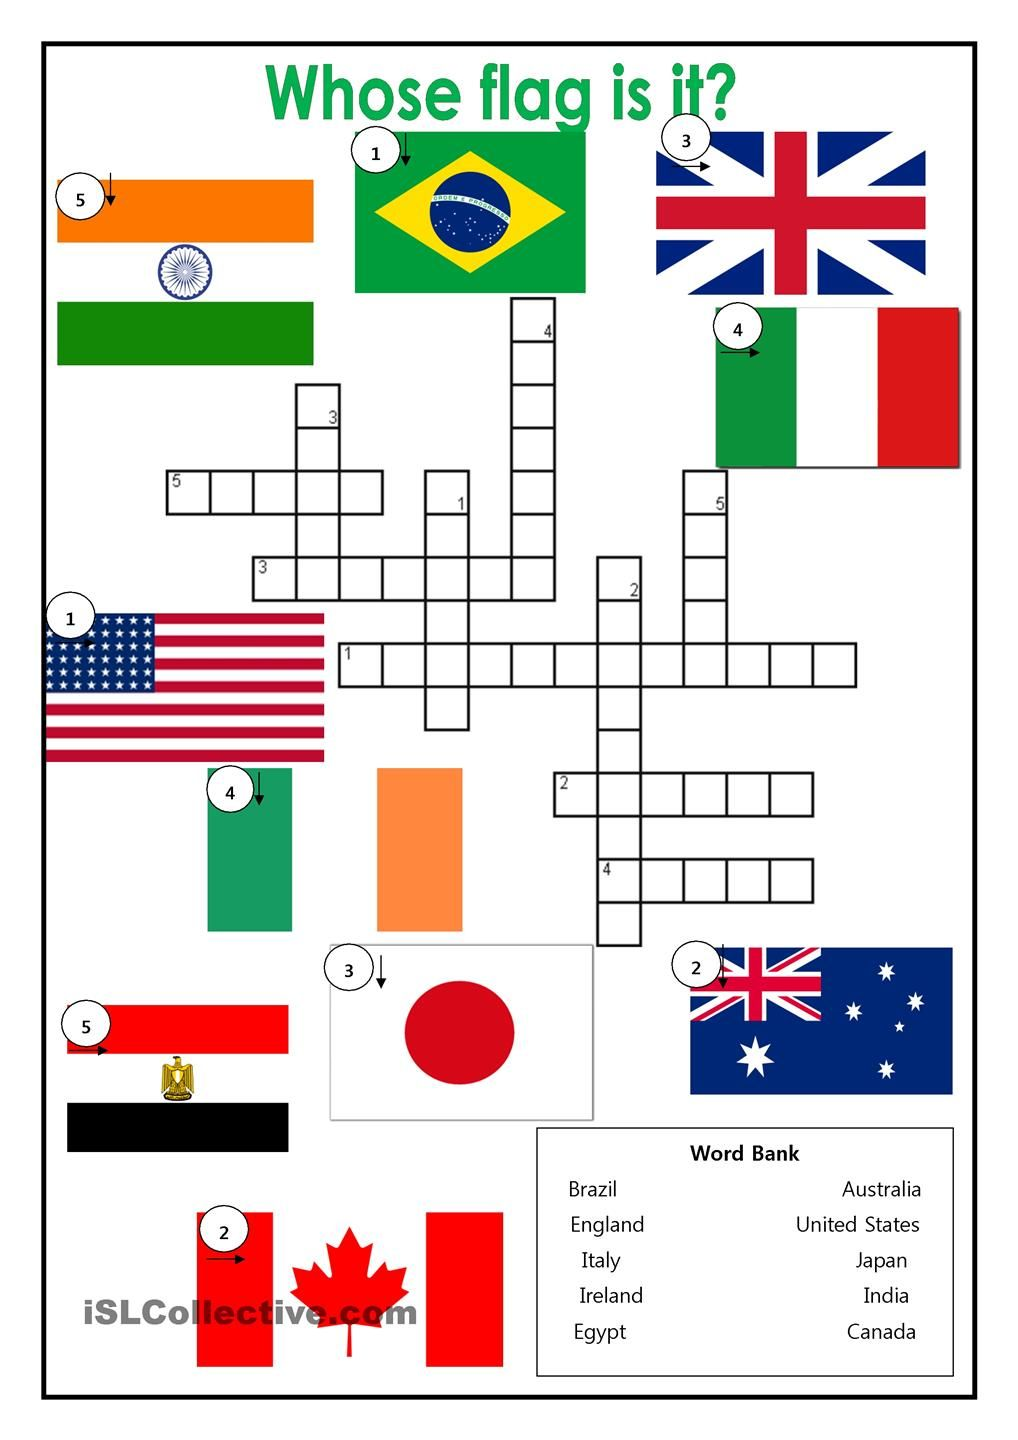 Whose flag is it?
1
3
5
ORDEM E PROGRESSO
4
4
3
5
1
5
3
2
1
1
2
4
4
3
2
5
Word Bank
Brazil Australia
England United States
Italy Japan
Ireland India
Egypt Canada
2
iSLCollective.com